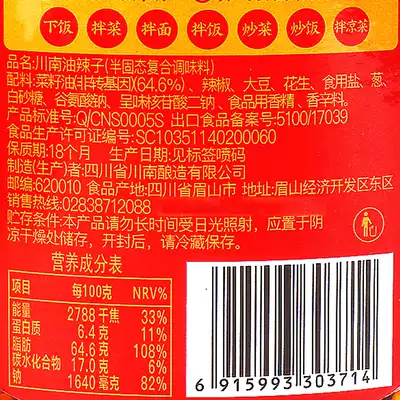 下饭 拌菜 拌面 拌饭 炒菜 炒饭 拌凉菜
品名:川南油辣子(半固态复合调味料)
配料:菜籽油(非转基因)(64.6%)、辣椒、大豆、花生、食用盐、葱、
白砂糖、谷氨酸钠、呈味核苷酸二钠、食品用香精、香辛料。
产品标准号:Q/CNS0005S 出口食品备案号:5100/17039
食品生产许可证编号:SC10351140200060
保质期:18个月 生产日期:见标签喷码
制造(生产)者:四川省川南酿造有限公司
邮编:620010 食品产地:四川省眉山市 地址:眉山经济开发区东区
销售热线:02838712088
贮存条件:本产品请勿长时间受日光照射,应置于阴
凉干燥处储存,开封后,请冷藏保存。
营养成分表
项目 每100克 NRV%
能量 2788千焦 33%
蛋白质 6.4克 11%
脂肪 64.6克 108%
碳水化合物 17.0克 6%
钠 1640毫克 82%
6 915993 303714